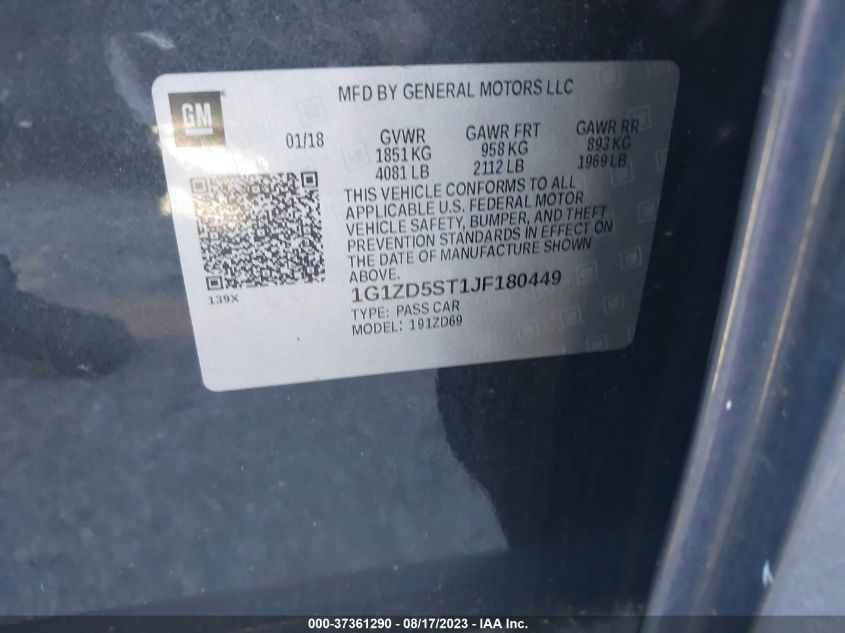 MFD BY GENERAL MOTORS LLC
GM
01/18
GVWR
1851 KG
4081 LB
GAWR FRT
958 KG
2112 LB
GAWR RR
893 KG
1969 LB
THIS VEHICLE CONFORMS TO ALL
APPLICABLE U.S. FEDERAL MOTOR
VEHICLE SAFETY, BUMPER, AND THEFT
PREVENTION STANDARDS IN EFFECT ON
THE DATE OF MANUFACTURE SHOWN
ABOVE.
139X
1G1ZD5ST1JF180449
TYPE: PASS CAR
MODEL: 191ZD69
000-37361290 - 08/17/2023 - IAA Inc.